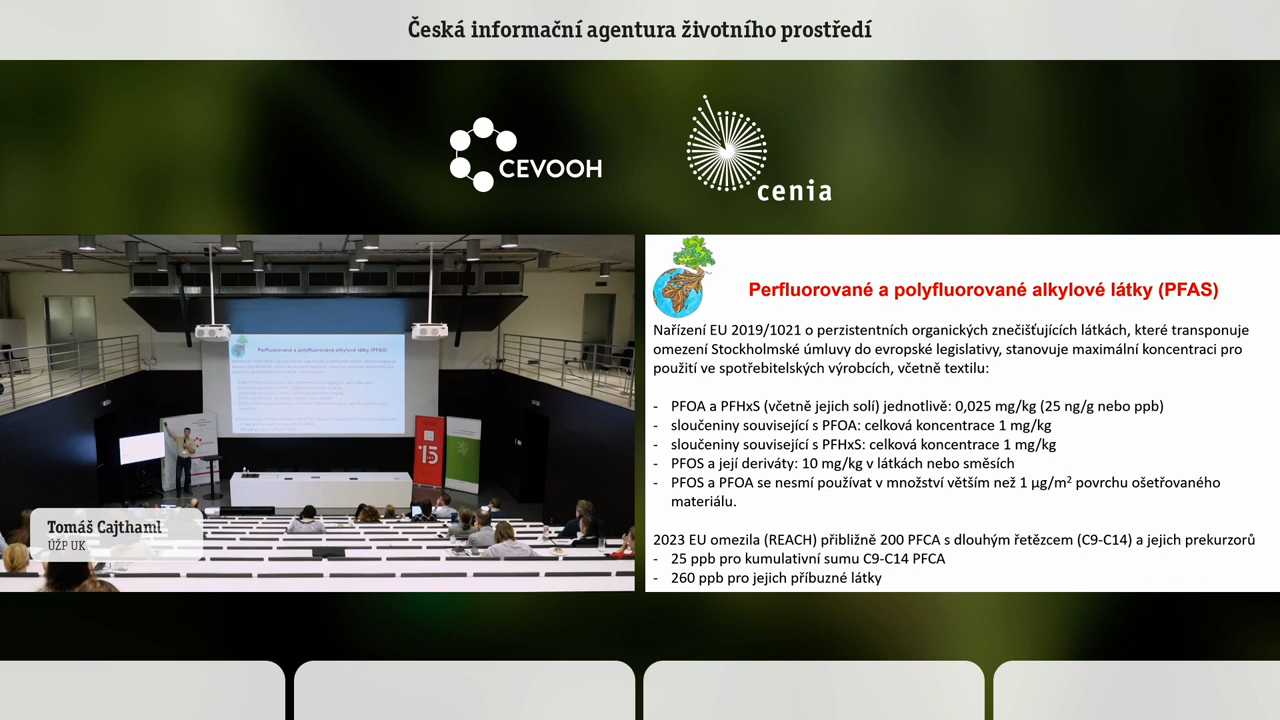 Česká informační agentura životního prostředí
CEVOOH
cenia
Perfluorované a polyfluorované alkylové látky (PFAS)
Nařízení EU 2019/1021 o perzistentních organických znečišťujících látkách, které transponuje
omezení Stockholmské úmluvy do evropské legislativy, stanovuje maximální koncentraci pro
použití ve spotřebitelských výrobcích, včetně textilu:
- PFOA a PFHxS (včetně jejich solí) jednotlivě: 0,025 mg/kg (25 ng/g nebo ppb)
- sloučeniny související s PFOA: celková koncentrace 1 mg/kg
- sloučeniny související s PFHxS: celková koncentrace 1 mg/kg
- PFOS a její deriváty: 10 mg/kg v látkách nebo směsích
- PFOS a PFOA se nesmí používat v množství větším než 1 µg/m² povrchu ošetřovaného
materiálu.
2023 EU omezila (REACH) přibližně 200 PFCA s dlouhým řetězcem (C9-C14) a jejich prekurzorů
- 25 ppb pro kumulativní sumu C9-C14 PFCA
- 260 ppb pro jejich příbuzné látky
Perfluorované a polyfluorované alkylové látky (PFAS)
15
Tomáš Cajthaml
ÚŽP UK